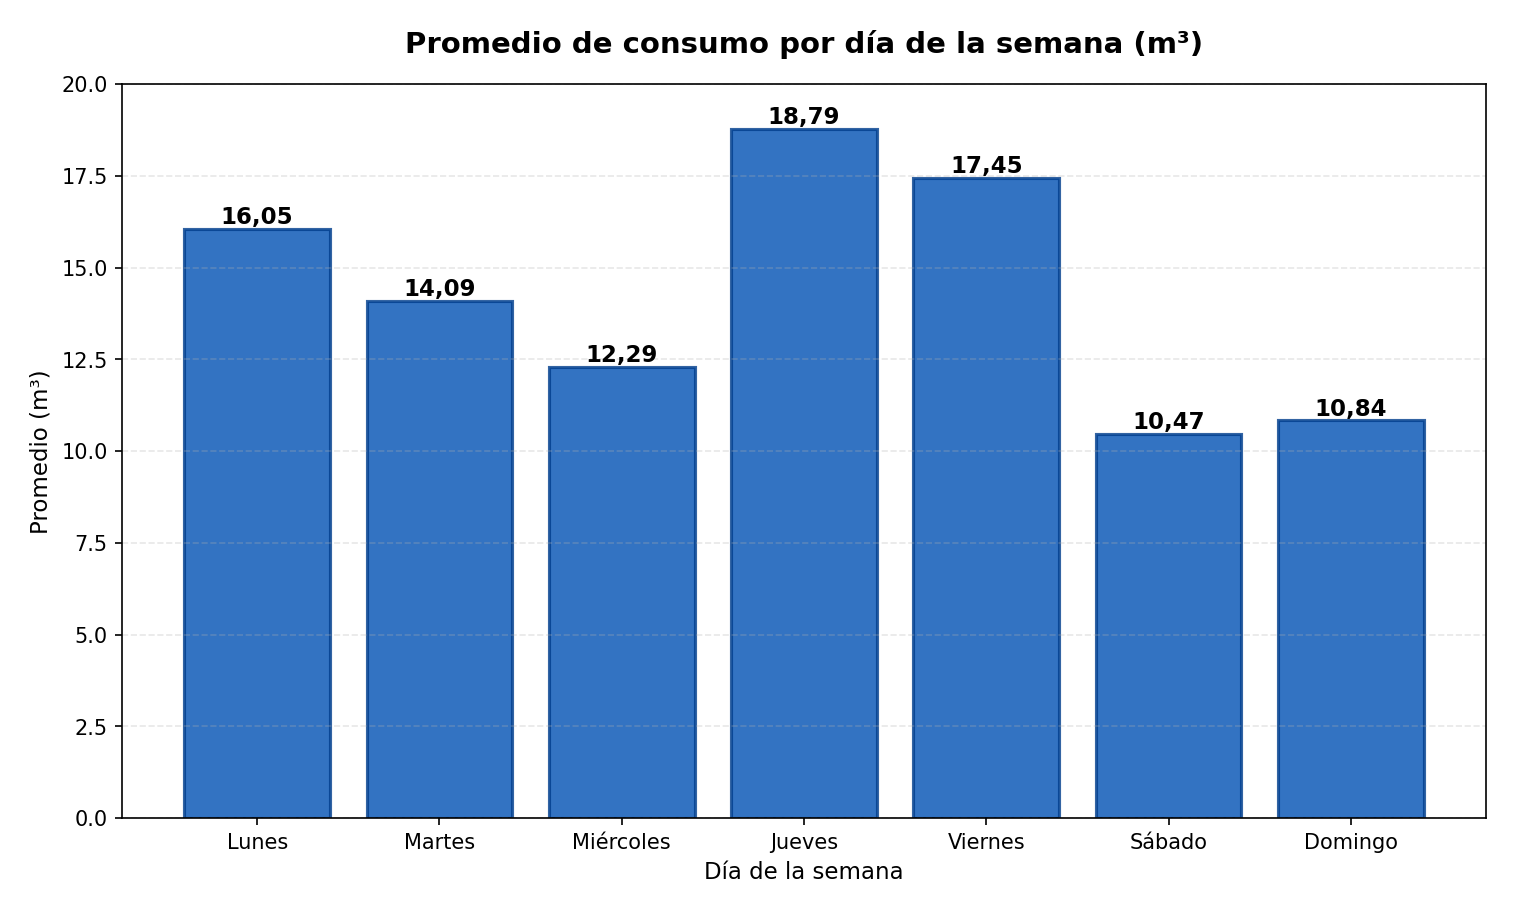 Promedio de consumo por día de la semana (m³)
20.0
17.5
15.0
12.5
10.0
7.5
5.0
2.5
0.0
Promedio (m³)
16,05
14,09
12,29
18,79
17,45
10,47
10,84
Lunes
Martes
Miércoles
Jueves
Viernes
Sábado
Domingo
Día de la semana